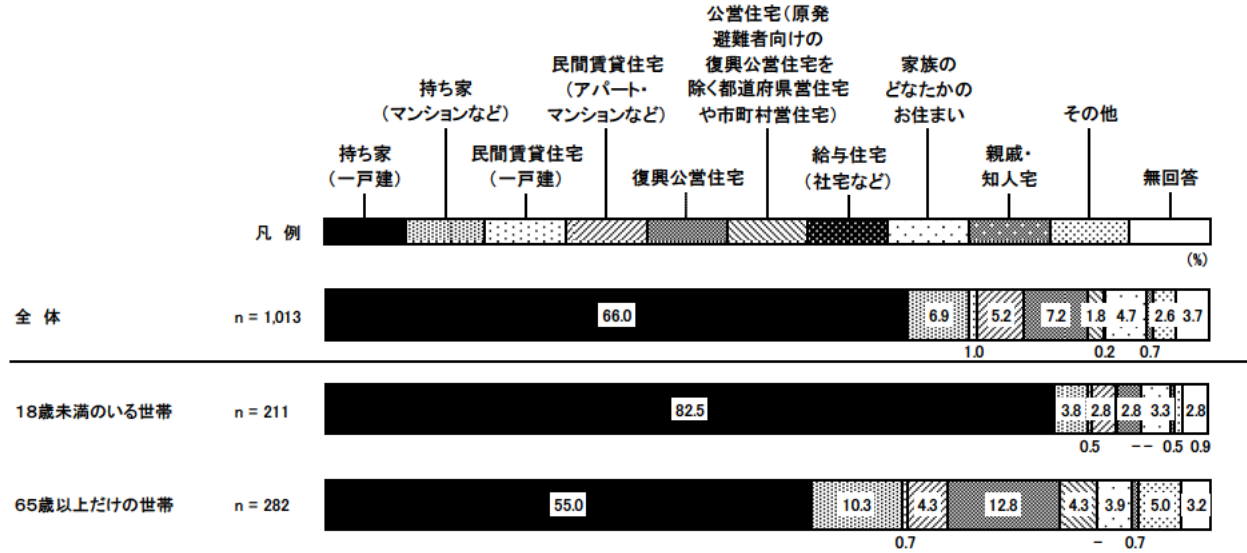 公営住宅(原発
避難者向けの
復興公営住宅を
除く都道府県営住宅
や市町村営住宅)
民間賃貸住宅
(アパート・
マンションなど)
家族の
どなたかの
お住まい
持ち家
(マンションなど)
その他
持ち家
(一戸建)
民間賃貸住宅
(一戸建)
復興公営住宅
給与住宅
(社宅など)
親戚・
知人宅
無回答
凡 例
(%)
全 体 n = 1,013 66.0 6.9 5.2 7.2 1.8 4.7 2.6 3.7
1.0 0.2 0.7
18歳未満のいる世帯 n = 211 82.5 3.8 2.8 2.8 3.3 2.8
0.5 -- 0.5 0.9
65歳以上だけの世帯 n = 282 55.0 10.3 4.3 12.8 4.3 3.9 5.0 3.2
0.7 - 0.7